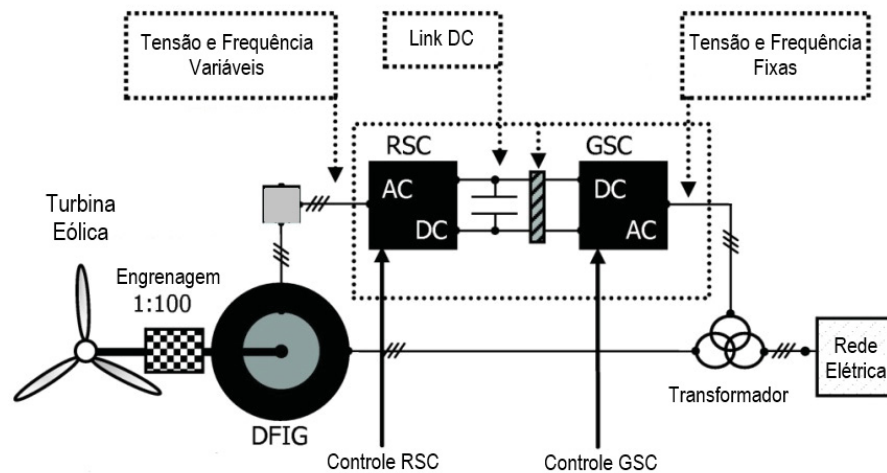 Tensão e Frequência
Variáveis
Link DC
Tensão e Frequência
Fixas
RSC
GSC
AC
DC
DC
AC
Turbina
Eólica
Engrenagem
1:100
DFIG
Transformador
Rede
Elétrica
Controle RSC
Controle GSC